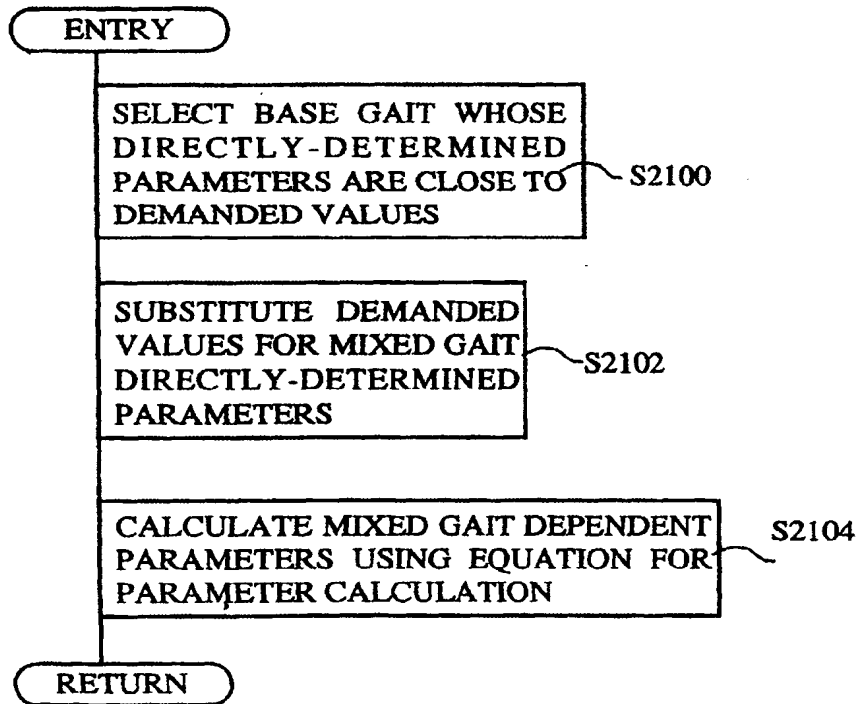 ENTRY
SELECT BASE GAIT WHOSE
DIRECTLY-DETERMINED
PARAMETERS ARE CLOSE TO
DEMANDED VALUES
S2100
SUBSTITUTE DEMANDED
VALUES FOR MIXED GAIT
DIRECTLY-DETERMINED
PARAMETERS
S2102
CALCULATE MIXED GAIT DEPENDENT
PARAMETERS USING EQUATION FOR
PARAMETER CALCULATION
S2104
RETURN